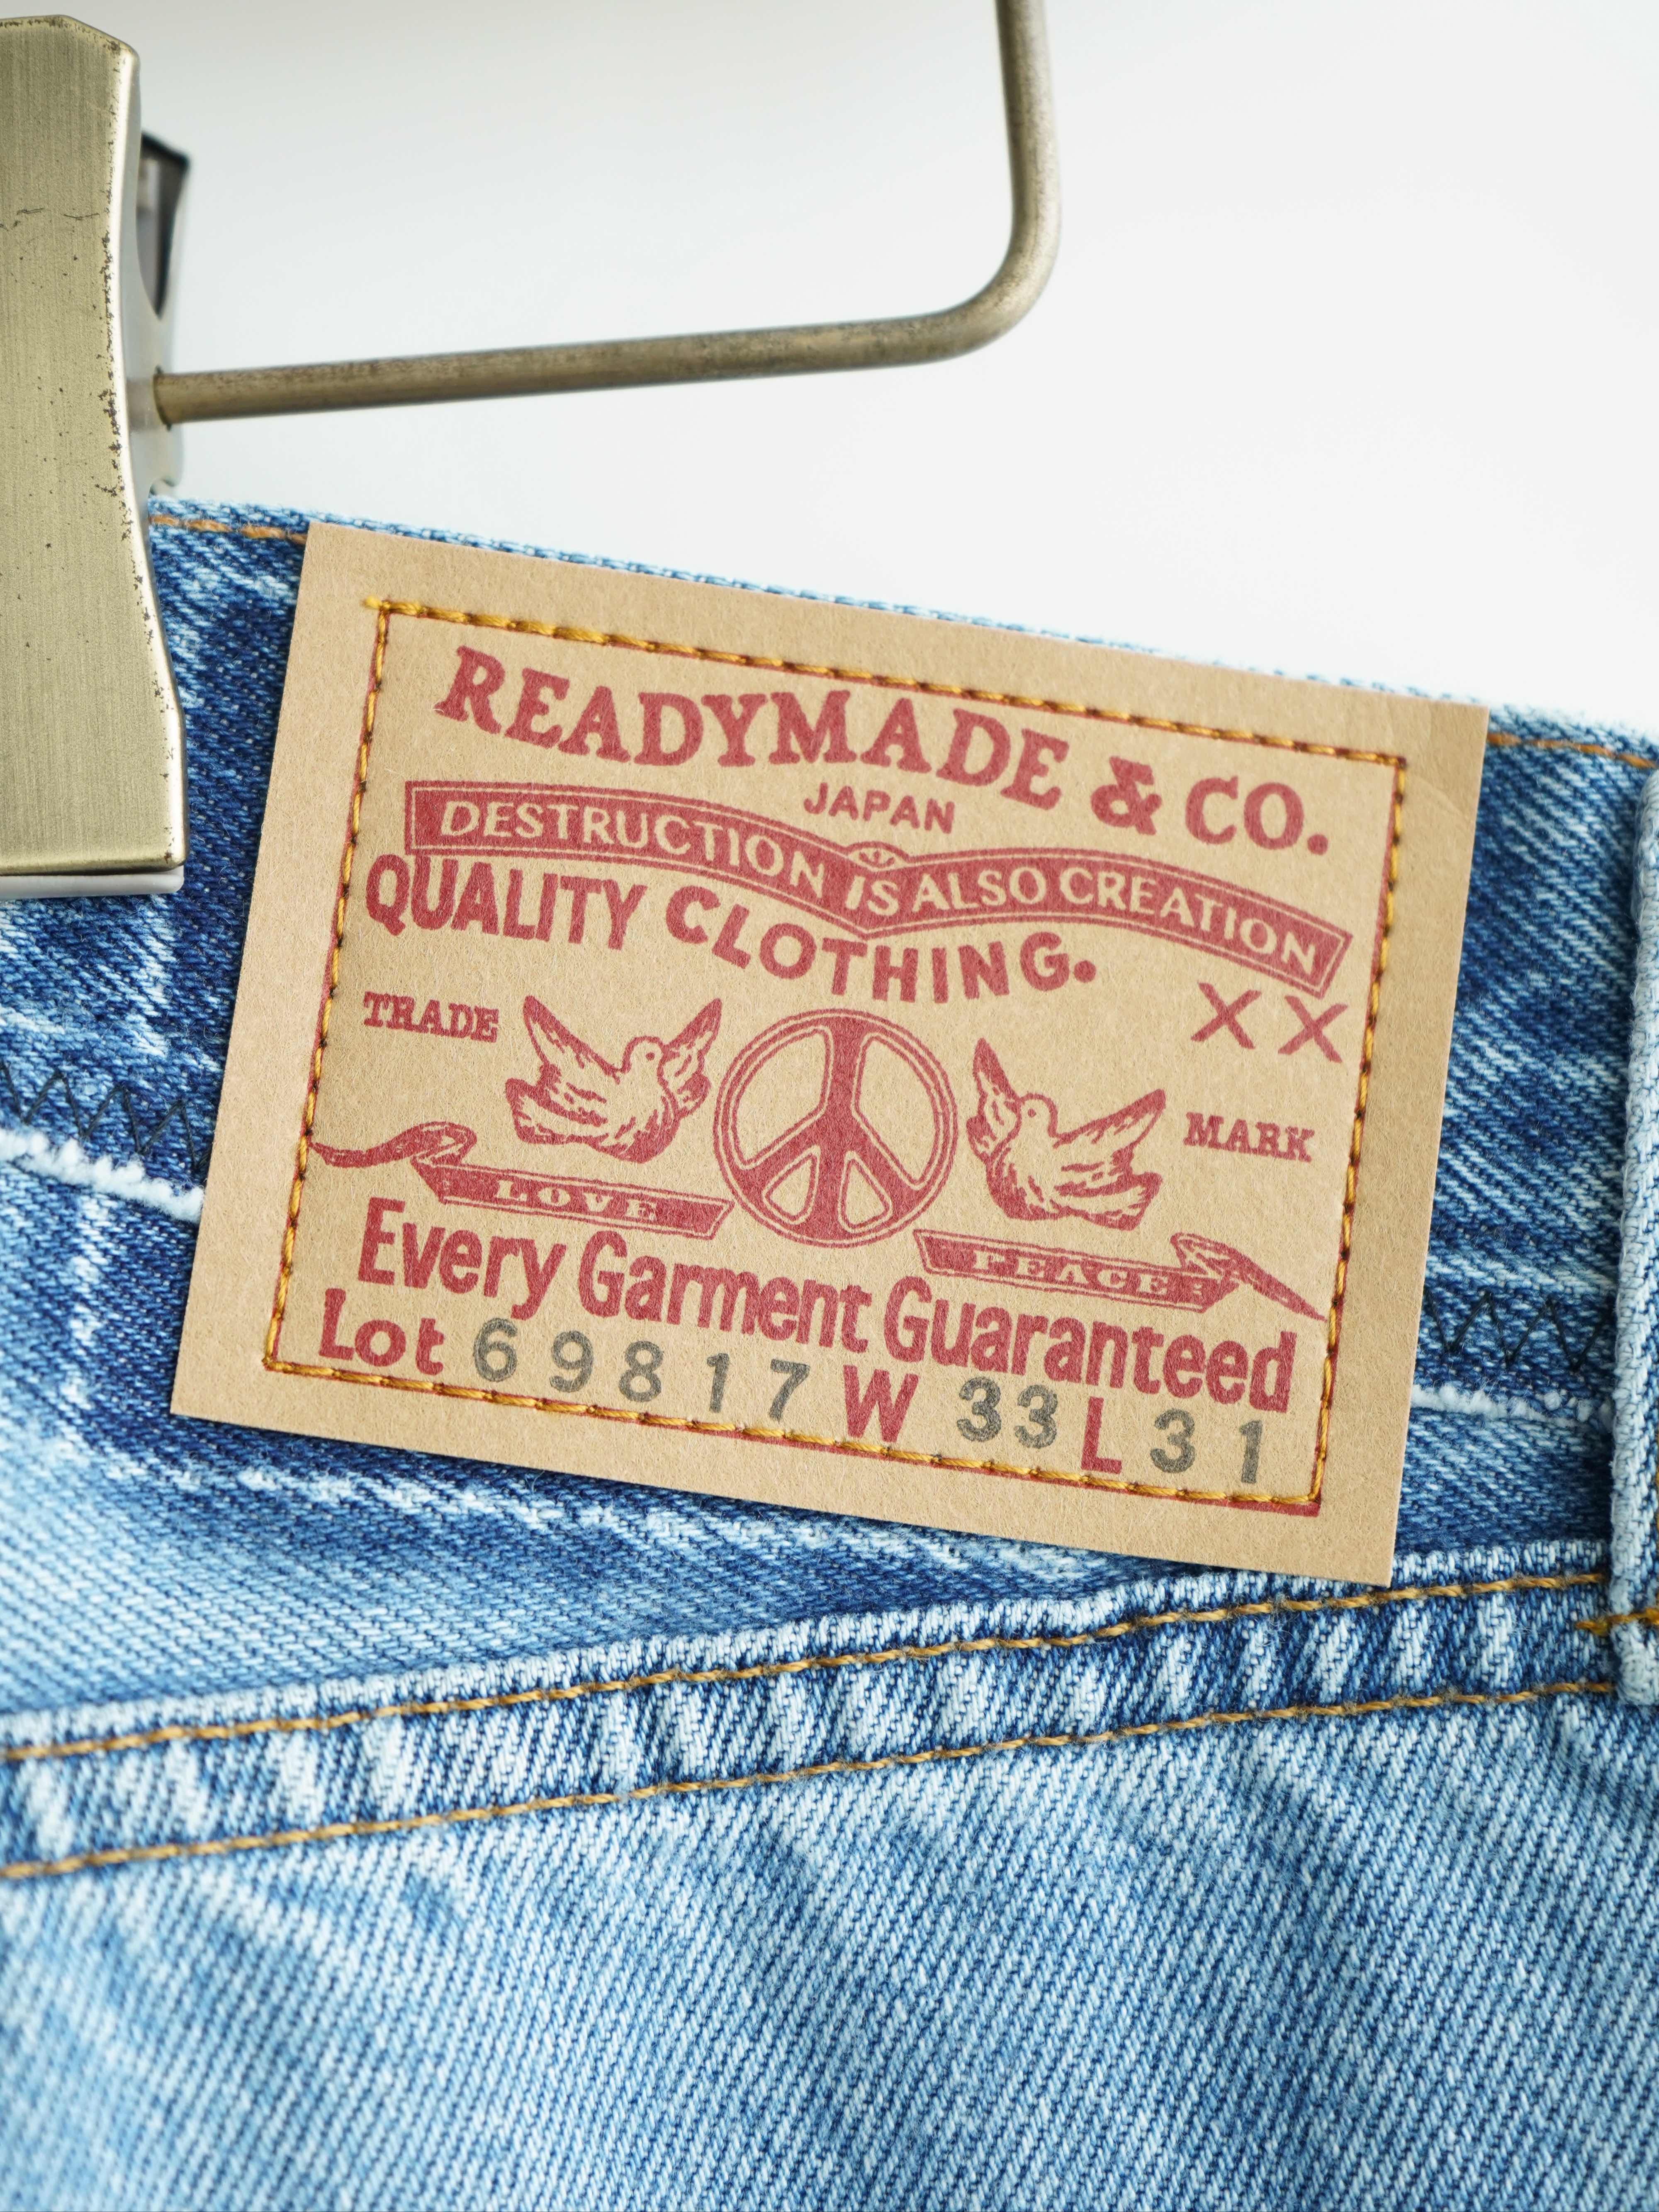 READYMADE & CO.
JAPAN
DESTRUCTION IS ALSO CREATION
QUALITY CLOTHING.
XX
TRADE
MARK
LOVE
PEACE
Every Garment Guaranteed
Lot 69817 W 33 L 31